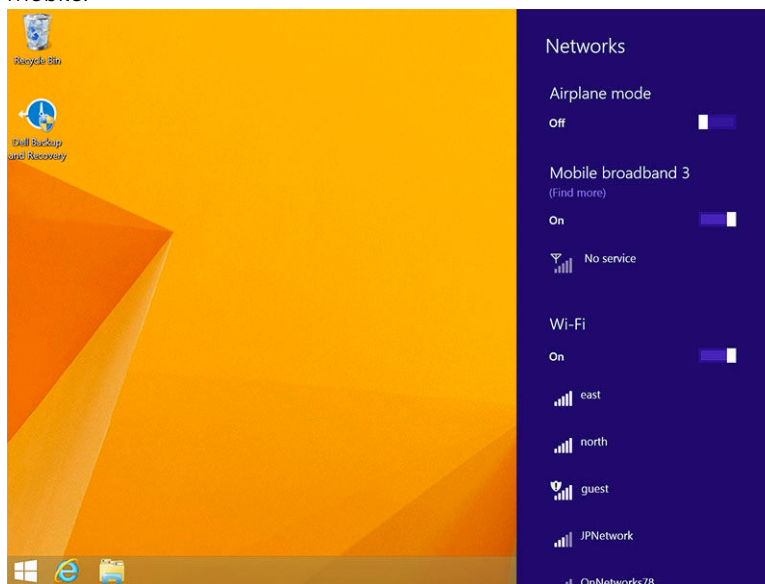 Recycle Bin
Dell Backup
and Recovery
Networks
Airplane mode
Off
Mobile broadband 3
(Find more)
On
No service
Wi-Fi
On
east
north
guest
JPNetwork
OnNetworks78